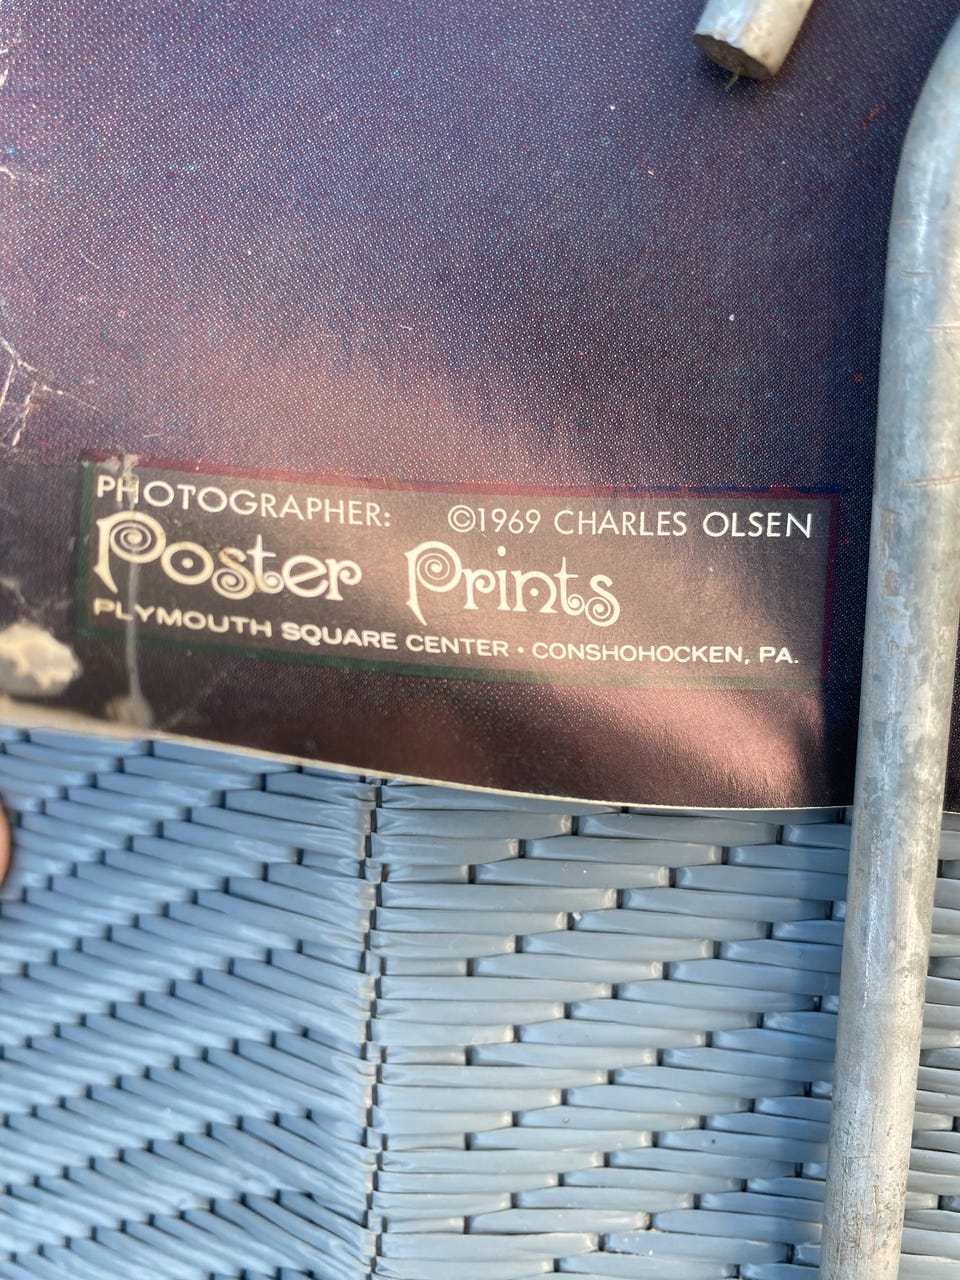 PHOTOGRAPHER: ©1969 CHARLES OLSEN
Poster Prints
PLYMOUTH SQUARE CENTER • CONSHOHOCKEN, PA.